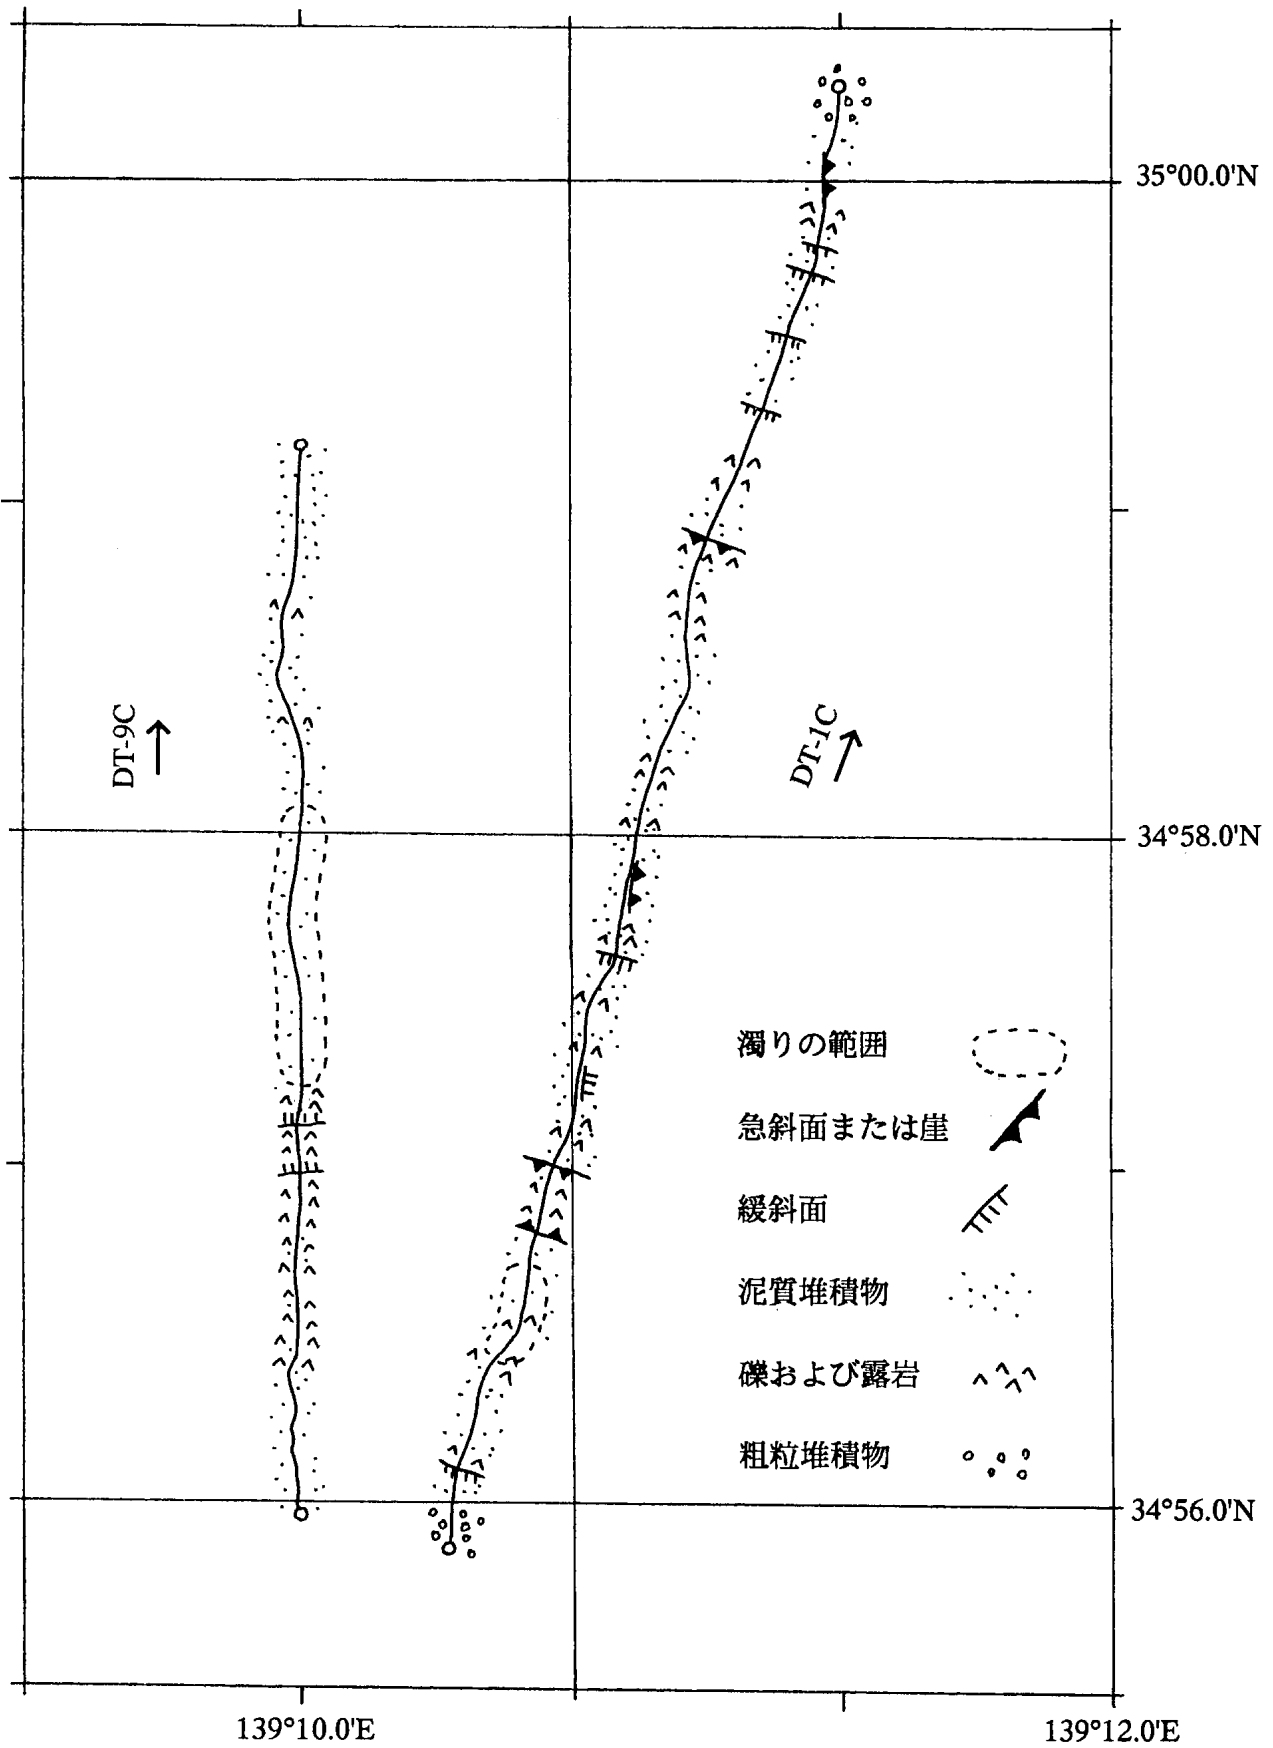 35°00.0'N
DT-9C
DT-1C
34°58.0'N
濁りの範囲
急斜面または崖
緩斜面
泥質堆積物
礫および露岩
粗粒堆積物
34°56.0'N
139°10.0'E
139°12.0'E